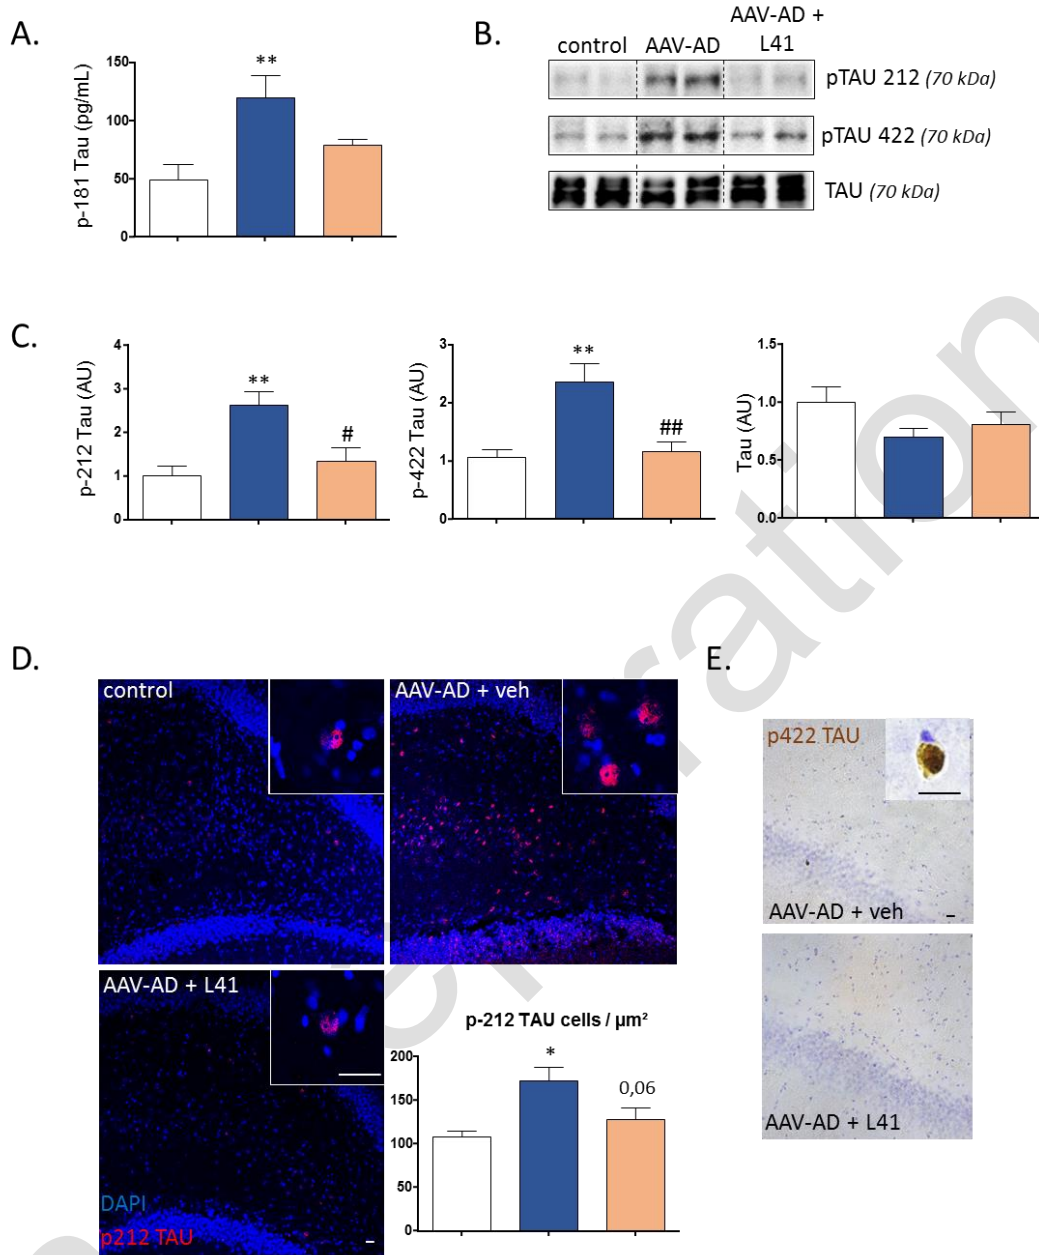 A.
p-181 Tau (pg/mL)
150
100
50
0
**
B.
control
AAV-AD
AAV-AD +
L41
pTAU 212 (70 kDa)
pTAU 422 (70 kDa)
TAU (70 kDa)
C.
p-212 Tau (AU)
4
3
2
1
0
**
#
p-422 Tau (AU)
3
2
1
0
**
##
Tau (AU)
1.5
1.0
0.5
0.0
D.
control
AAV-AD + veh
AAV-AD + L41
DAPI
p212 TAU
p-212 TAU cells / µm²
200
150
100
50
0
*
0,06
E.
p422 TAU
AAV-AD + veh
AAV-AD + L41